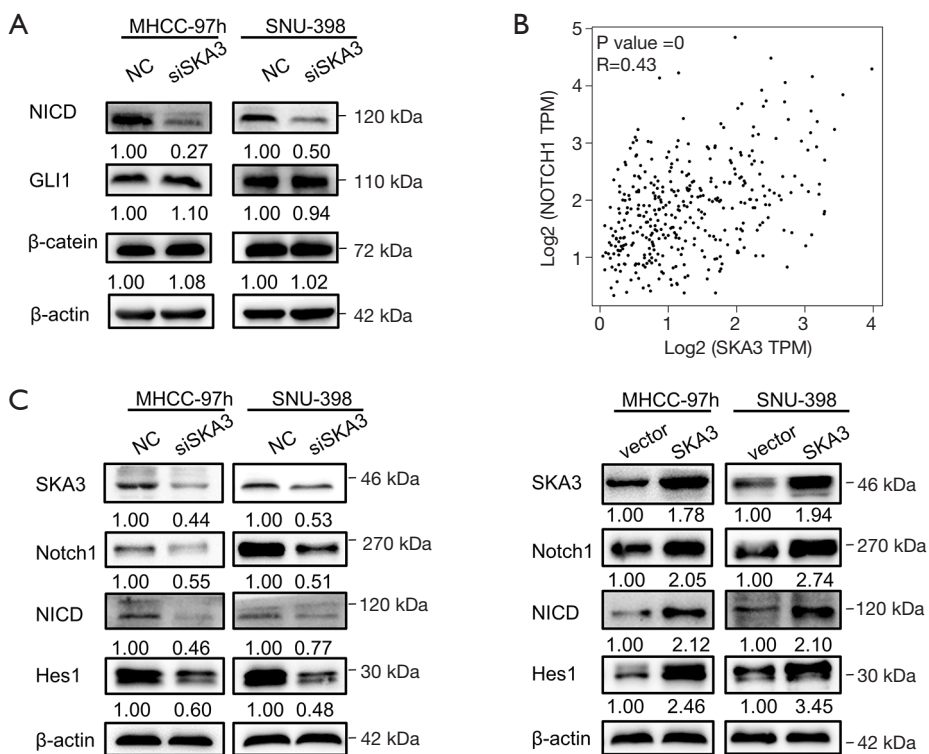 A
MHCC-97h SNU-398
NC siSKA3 NC siSKA3
NICD 120 kDa
1.00 0.27 1.00 0.50
GLI1 110 kDa
1.00 1.10 1.00 0.94
β-catein 72 kDa
1.00 1.08 1.00 1.02
β-actin 42 kDa
B
P value =0
R=0.43
5
4
3
2
1
0 1 2 3 4
Log2 (NOTCH1 TPM)
Log2 (SKA3 TPM)
C
MHCC-97h SNU-398
NC siSKA3 NC siSKA3
SKA3 46 kDa
1.00 0.44 1.00 0.53
Notch1 270 kDa
1.00 0.55 1.00 0.51
NICD 120 kDa
1.00 0.46 1.00 0.77
Hes1 30 kDa
1.00 0.60 1.00 0.48
β-actin 42 kDa
MHCC-97h SNU-398
vector SKA3 vector SKA3
SKA3 46 kDa
1.00 1.78 1.00 1.94
Notch1 270 kDa
1.00 2.05 1.00 2.74
NICD 120 kDa
1.00 2.12 1.00 2.10
Hes1 30 kDa
1.00 2.46 1.00 3.45
β-actin 42 kDa